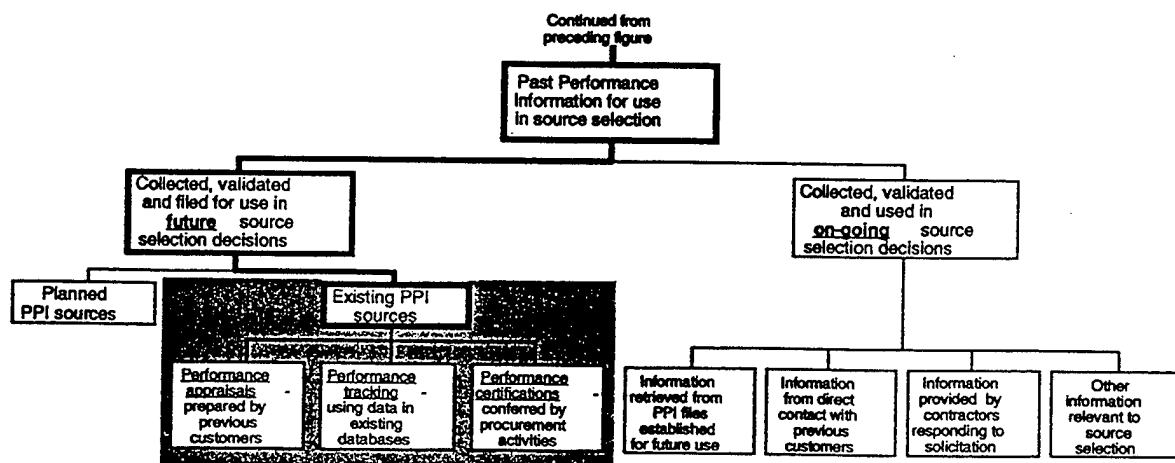 Continued from
preceding figure
Past Performance
Information for use
in source selection
Collected, validated
and filed for use in
future source
selection decisions
Collected, validated
and used in
on-going source
selection decisions
Planned
PPI sources
Existing PPI
sources
Performance
appraisals -
prepared by
previous
customers
Performance
tracking -
using data in
existing
databases
Performance
certifications -
conferred by
procurement
activities
Information
retrieved from
PPI files
established
for future use
Information
from direct
contact with
previous
customers
Information
provided by
contractors
responding to
solicitation
Other
information
relevant to
source
selection